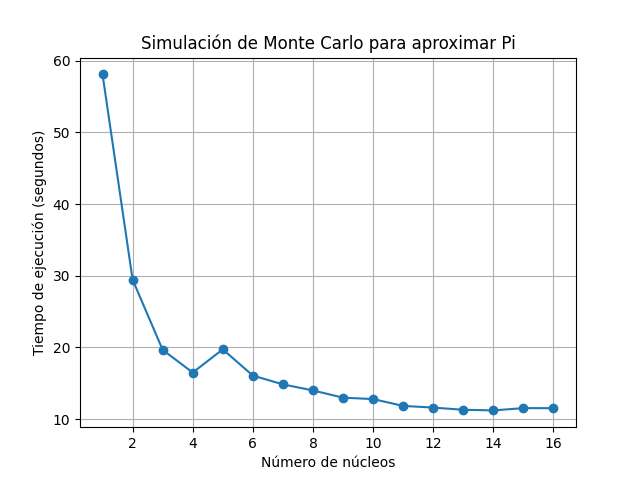 Simulación de Monte Carlo para aproximar Pi
60
50
40
30
20
10
Tiempo de ejecución (segundos)
2 4 6 8 10 12 14 16
Número de núcleos